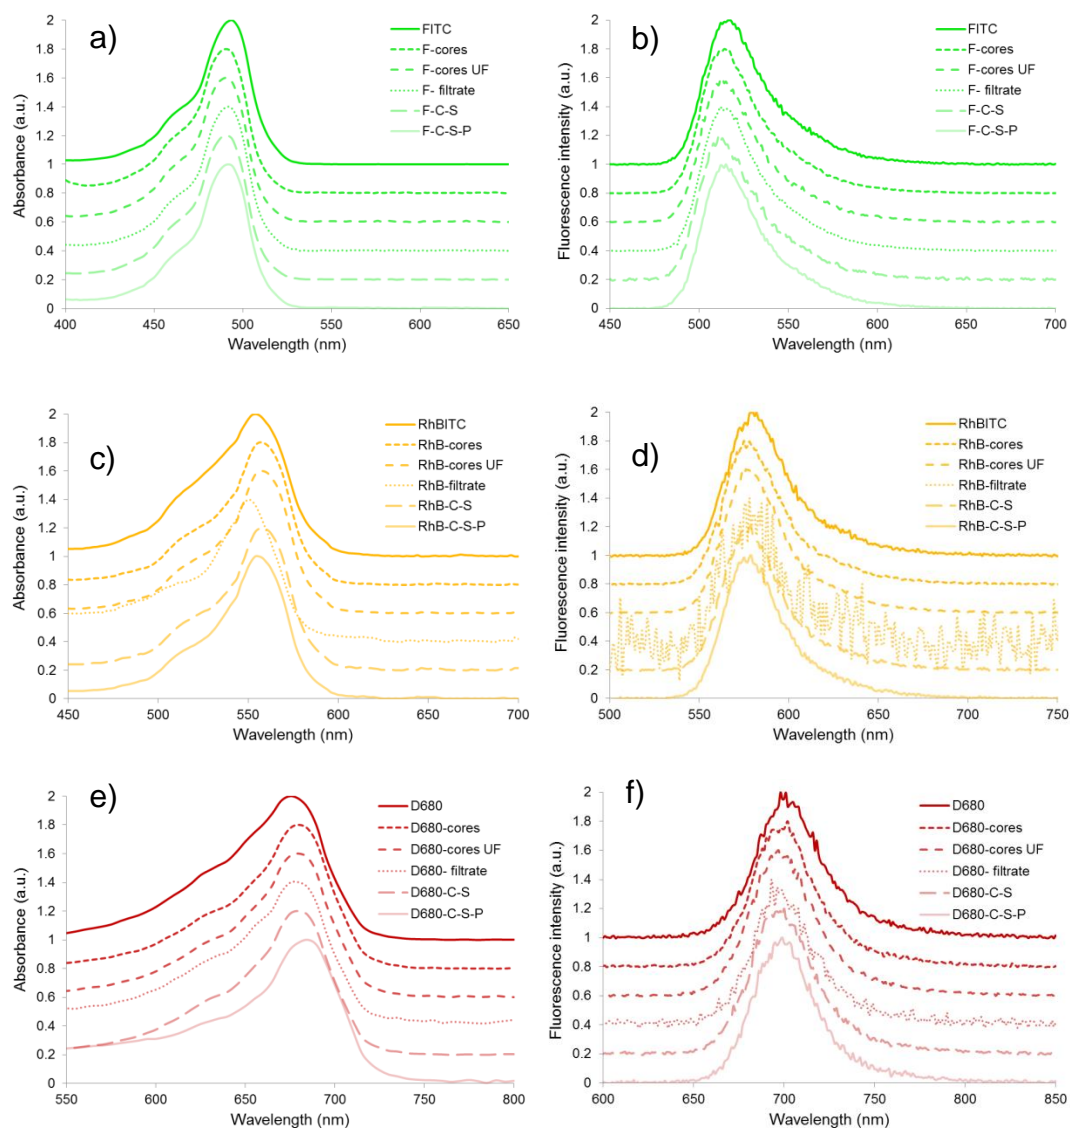 a)
Absorbance (a.u.)
2
1.8
1.6
1.4
1.2
1
0.8
0.6
0.4
0.2
0
400 450 500 550 600 650
Wavelength (nm)
FITC
F-cores
F-cores UF
F- filtrate
F-C-S
F-C-S-P
b)
Fluorescence intensity (a.u.)
2
1.8
1.6
1.4
1.2
1
0.8
0.6
0.4
0.2
0
450 500 550 600 650 700
Wavelength (nm)
FITC
F-cores
F-cores UF
F- filtrate
F-C-S
F-C-S-P
c)
Absorbance (a.u.)
2
1.8
1.6
1.4
1.2
1
0.8
0.6
0.4
0.2
0
450 500 550 600 650 700
Wavelength (nm)
RhBITC
RhB-cores
RhB-cores UF
RhB-filtrate
RhB-C-S
RhB-C-S-P
d)
Fluorescence intensity (a.u.)
2
1.8
1.6
1.4
1.2
1
0.8
0.6
0.4
0.2
0
500 550 600 650 700 750
Wavelength (nm)
RhBITC
RhB-cores
RhB-cores UF
RhB-filtrate
RhB-C-S
RhB-C-S-P
e)
Absorbance (a.u.)
2
1.8
1.6
1.4
1.2
1
0.8
0.6
0.4
0.2
0
550 600 650 700 750 800
Wavelength (nm)
D680
D680-cores
D680-cores UF
D680- filtrate
D680-C-S
D680-C-S-P
f)
Fluorescence intensity (a.u.)
2
1.8
1.6
1.4
1.2
1
0.8
0.6
0.4
0.2
0
600 650 700 750 800 850
Wavelength (nm)
D680
D680-cores
D680-cores UF
D680- filtrate
D680-C-S
D680-C-S-P